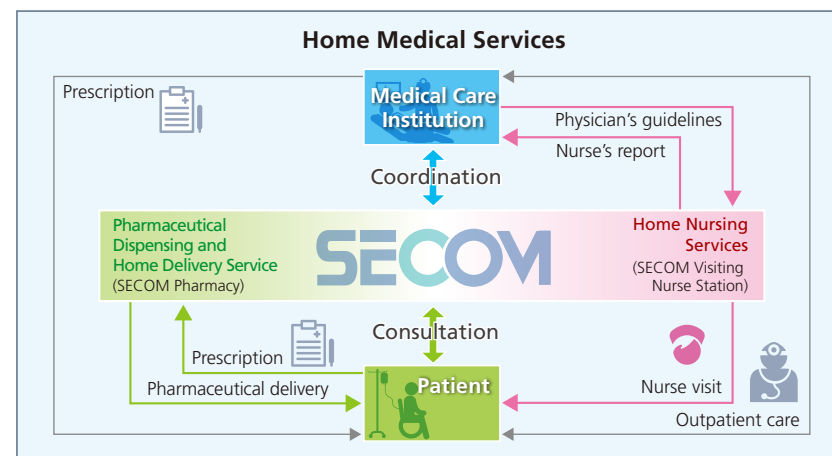 Home Medical Services
Prescription
Medical Care
Institution
Physician's guidelines
Nurse's report
Coordination
Pharmaceutical
Dispensing and
Home Delivery Service
(SECOM Pharmacy)
SECOM
Home Nursing
Services
(SECOM Visiting
Nurse Station)
Consultation
Prescription
Pharmaceutical delivery
Patient
Nurse visit
Outpatient care